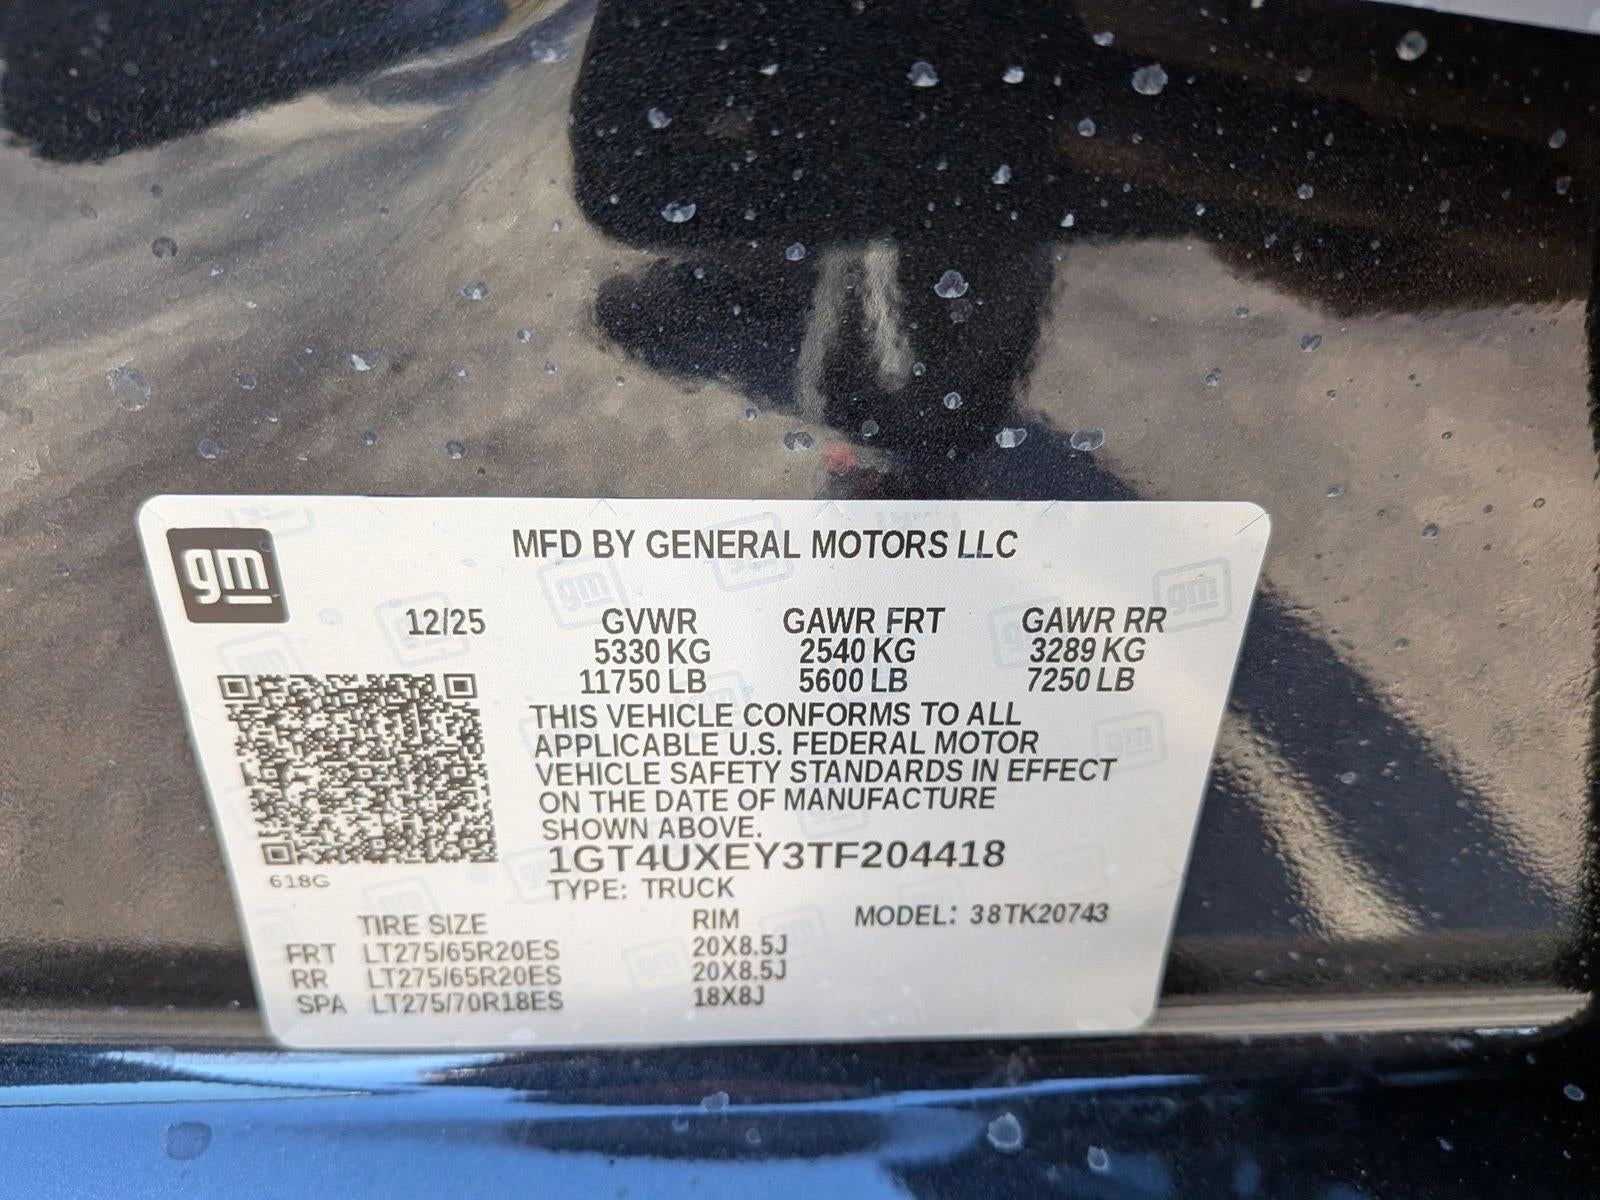 gm
MFD BY GENERAL MOTORS LLC
12/25 GVWR GAWR FRT GAWR RR
5330 KG 2540 KG 3289 KG
11750 LB 5600 LB 7250 LB
THIS VEHICLE CONFORMS TO ALL
APPLICABLE U.S. FEDERAL MOTOR
VEHICLE SAFETY STANDARDS IN EFFECT
ON THE DATE OF MANUFACTURE
SHOWN ABOVE.
1GT4UXEY3TF204418
618G
TYPE: TRUCK
TIRE SIZE RIM MODEL: 38TK20743
FRT LT275/65R20ES 20X8.5J
RR LT275/65R20ES 20X8.5J
SPA LT275/70R18ES 18X8J